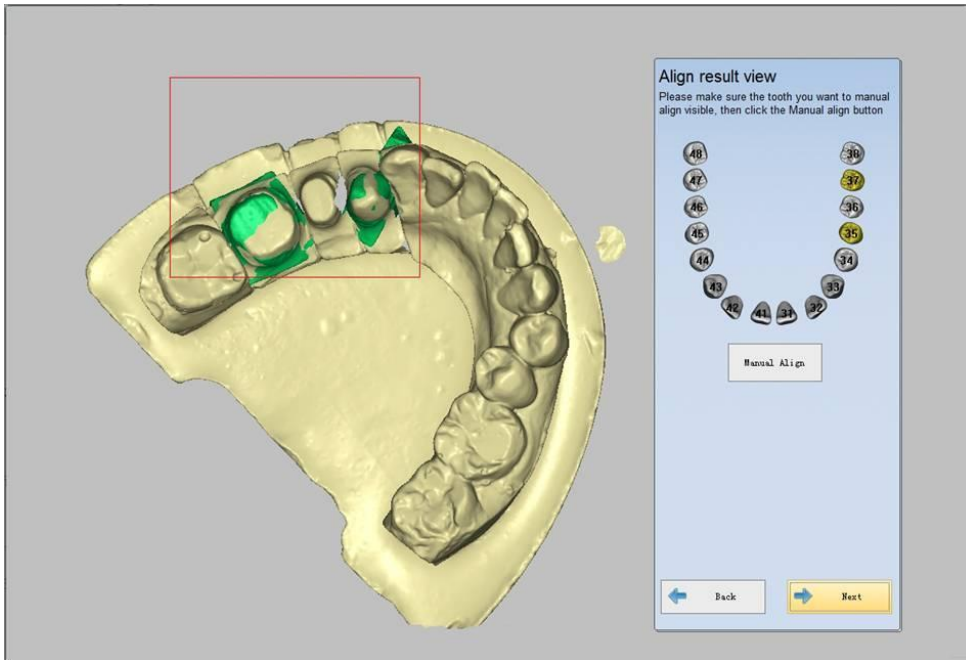 Align result view
Please make sure the tooth you want to manual
align visible, then click the Manual align button
48 38
47 37
46 36
45 35
44 34
43 33
42 41 31 32
Manual Align
Back Next